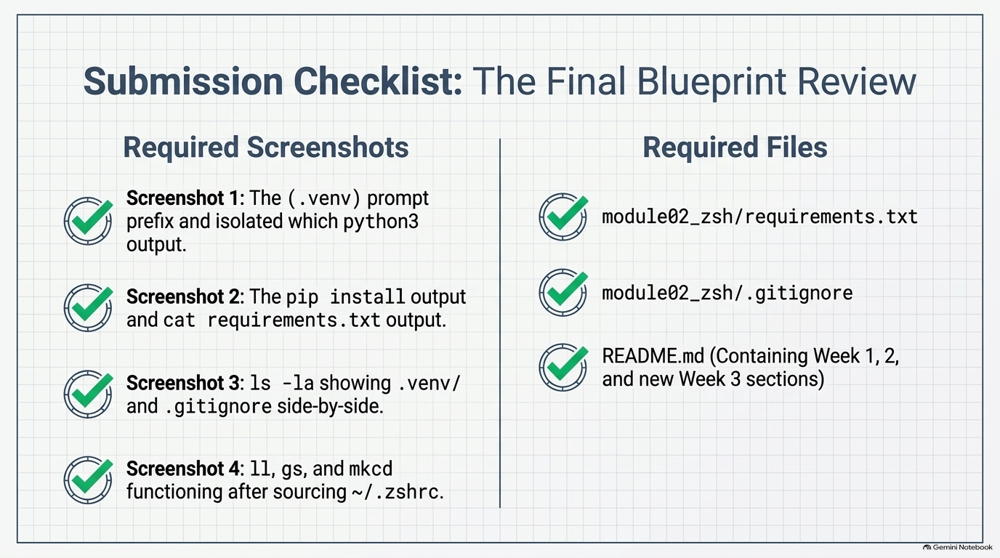 Submission Checklist: The Final Blueprint Review
Required Screenshots
Screenshot 1: The (.venv) prompt
prefix and isolated which python3
output.
Screenshot 2: The pip install output
and cat requirements.txt output.
Screenshot 3: ls -la showing .venv/
and .gitignore side-by-side.
Screenshot 4: ll, gs, and mkcd
functioning after sourcing ~/.zshrc.
Required Files
module02_zsh/requirements.txt
module02_zsh/.gitignore
README.md (Containing Week 1, 2,
and new Week 3 sections)
Gemini Notebook